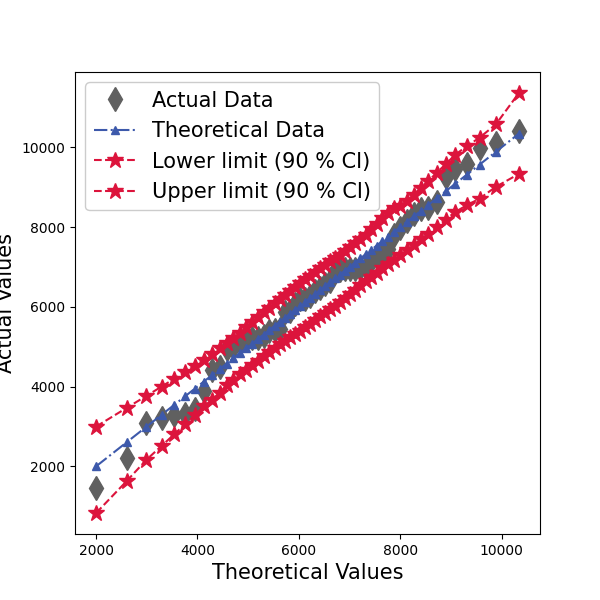 Actual Data
Theoretical Data
Lower limit (90 % CI)
Upper limit (90 % CI)
10000
8000
6000
4000
2000
Actual Values
2000 4000 6000 8000 10000
Theoretical Values